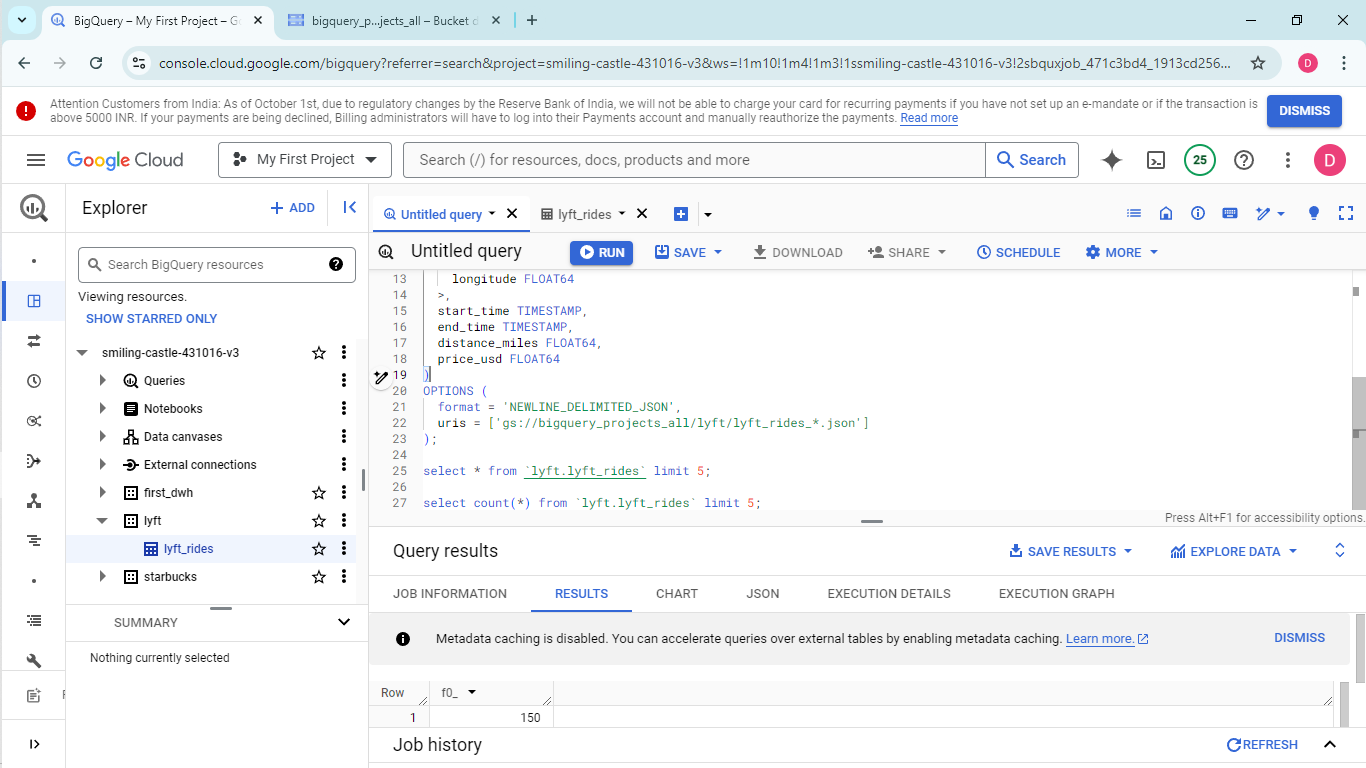 BigQuery – My First Project – Go
bigquery_p...jects_all – Bucket d
console.cloud.google.com/bigquery?referrer=search&project=smiling-castle-431016-v3&ws=!1m10!1m4!1m3!1ssmiling-castle-431016-v3!2sbquxjob_471c3bd4_1913cd256...
D
Attention Customers from India: As of October 1st, due to regulatory changes by the Reserve Bank of India, we will not be able to charge your card for recurring payments if you have not set up an e-mandate or if the transaction is
above 5000 INR. If your payments are being declined, Billing administrators will have to log into their Payments account and manually reauthorize the payments. Read more
DISMISS
Google Cloud
My First Project
Search (/) for resources, docs, products and more
Search
25
D
Explorer
+ ADD
Untitled query
lyft_rides
Search BigQuery resources
Viewing resources.
SHOW STARRED ONLY
smiling-castle-431016-v3
Queries
Notebooks
Data canvases
External connections
first_dwh
lyft
lyft_rides
starbucks
SUMMARY
Nothing currently selected
Untitled query
RUN
SAVE
DOWNLOAD
SHARE
SCHEDULE
MORE
13 longitude FLOAT64
14 >,
15 start_time TIMESTAMP,
16 end_time TIMESTAMP,
17 distance_miles FLOAT64,
18 price_usd FLOAT64
19 )
20 OPTIONS (
21 format = 'NEWLINE_DELIMITED_JSON',
22 uris = ['gs://bigquery_projects_all/lyft/lyft_rides_*.json']
23 );
24
25 select * from `lyft.lyft_rides` limit 5;
26
27 select count(*) from `lyft.lyft_rides` limit 5;
Press Alt+F1 for accessibility options.
Query results
SAVE RESULTS
EXPLORE DATA
JOB INFORMATION
RESULTS
CHART
JSON
EXECUTION DETAILS
EXECUTION GRAPH
Metadata caching is disabled. You can accelerate queries over external tables by enabling metadata caching. Learn more.
DISMISS
Row f0_
1 150
Job history
REFRESH